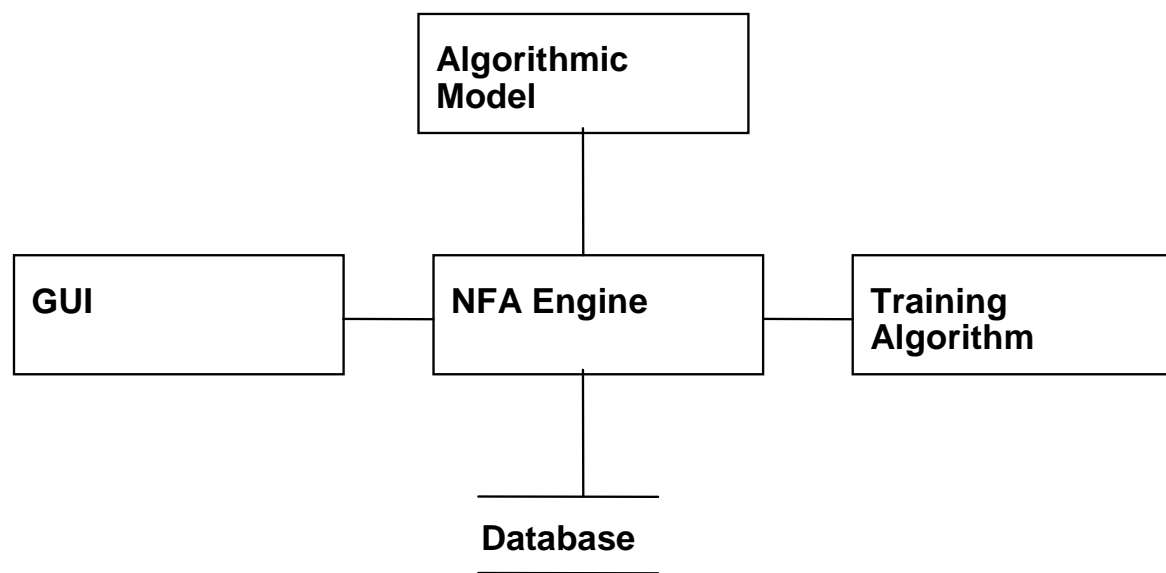 Algorithmic
Model
GUI
NFA Engine
Training
Algorithm
Database